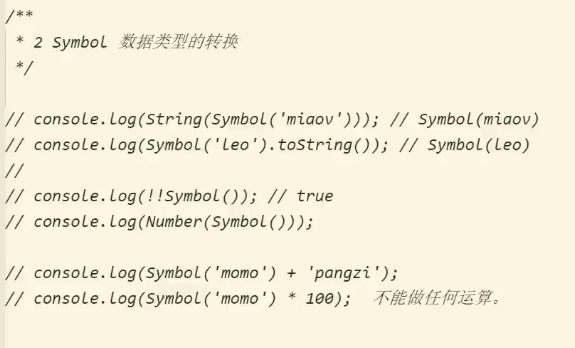 /**
 * 2 Symbol 数据类型的转换
 */
// console.log(String(Symbol('miaov'))); // Symbol(miaov)
// console.log(Symbol('leo').toString()); // Symbol(leo)
//
// console.log(!!Symbol()); // true
// console.log(Number(Symbol()));
// console.log(Symbol('momo') + 'pangzi');
// console.log(Symbol('momo') * 100);  不能做任何运算。